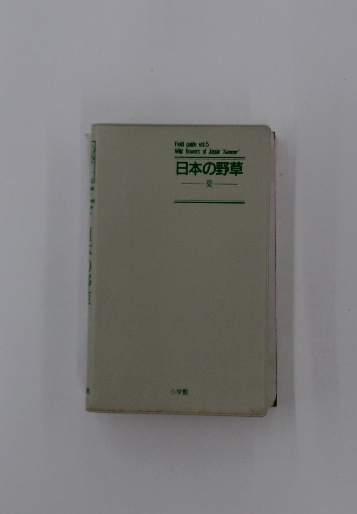 Field guide vol.5
Wild flowers of Japan "Summer"
日本の野草
夏
小学館